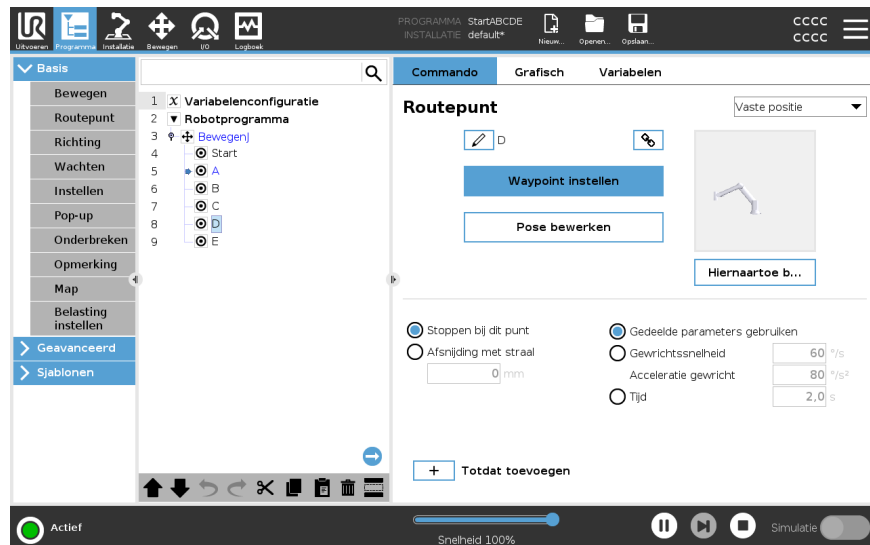 UR
PROGRAMMA StartABCDE
INSTALLATIE default*
CCCC
CCCC
Uitvoeren Programma Installatie Bewegen I/O Logboek Nieuw... Openen... Opslaan...
Basis
Bewegen
Routepunt
Richting
Wachten
Instellen
Pop-up
Onderbreken
Opmerking
Map
Belasting
instellen
Geavanceerd
Sjablonen
1 X Variabelenconfiguratie
2 Robotprogramma
3 BewegenJ
4 Start
5 A
6 B
7 C
8 D
9 E
Commando Grafisch Variabelen
Routepunt
Vaste positie
D
Waypoint instellen
Pose bewerken
Hiernaartoe b...
Stoppen bij dit punt
Afsnijding met straal
0 mm
Gedeelde parameters gebruiken
Gewrichtssnelheid 60 °/s
Acceleratie gewricht 80 °/s²
Tijd 2,0 s
+ Totdat toevoegen
Actief
Snelheid 100%
Simulatie